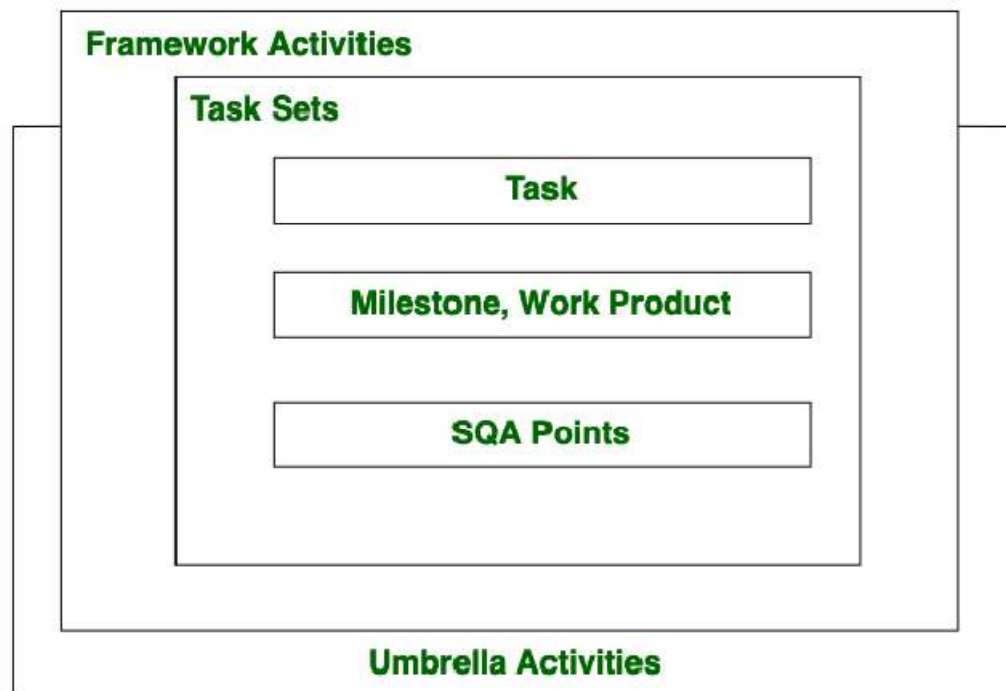 Framework Activities
Task Sets
Task
Milestone, Work Product
SQA Points
Umbrella Activities